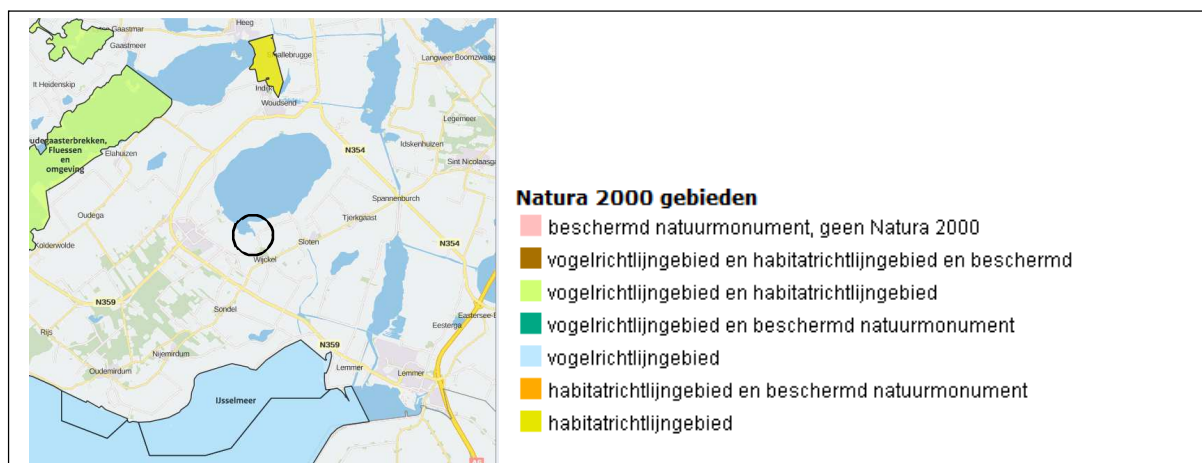 Heeg
Gaastmar
Gaastmeer
Indijk
Woudsend
It Heidenskip
Langweer
Legemeer
Idskenhuizen
Sint Nicolaasga
N354
udegaasterbrekken,
Fluessen
en
omgeving
Elahuizen
Spannenburch
Oudega
Tjerkgaast
Kolderwolde
Sloten
N354
Wijckel
N359
Sondel
Eesterga
Rijs
Nijemirdum
N359
Oudemirdum
Lemmer
Lemmer
IJsselmeer
Natura 2000 gebieden
beschermd natuurmonument, geen Natura 2000
vogelrichtlijngebied en habitatrichtlijngebied en beschermd
vogelrichtlijngebied en habitatrichtlijngebied
vogelrichtlijngebied en beschermd natuurmonument
vogelrichtlijngebied
habitatrichtlijngebied en beschermd natuurmonument
habitatrichtlijngebied